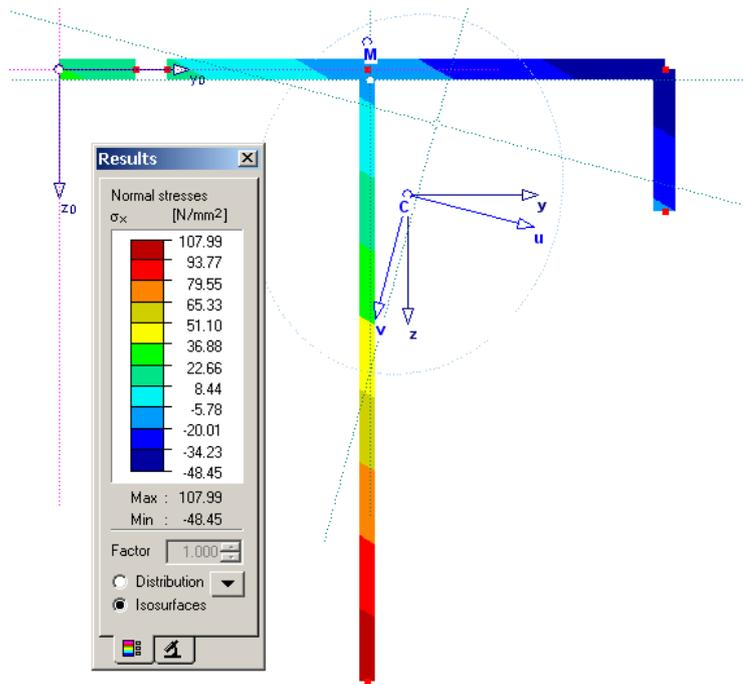 M
y0
z0
C
y
u
v
z
Results
Normal stresses
σx [N/mm2]
107.99
93.77
79.55
65.33
51.10
36.88
22.66
8.44
-5.78
-20.01
-34.23
-48.45
Max : 107.99
Min : -48.45
Factor 1.000
Distribution
Isosurfaces